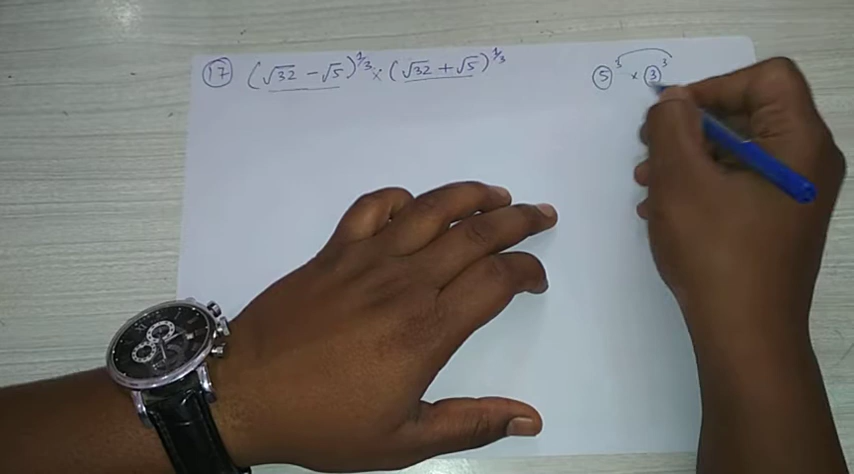 17 (√32 − √5)^1/3 × (√32 + √5)^1/3
5^3 × 3^3